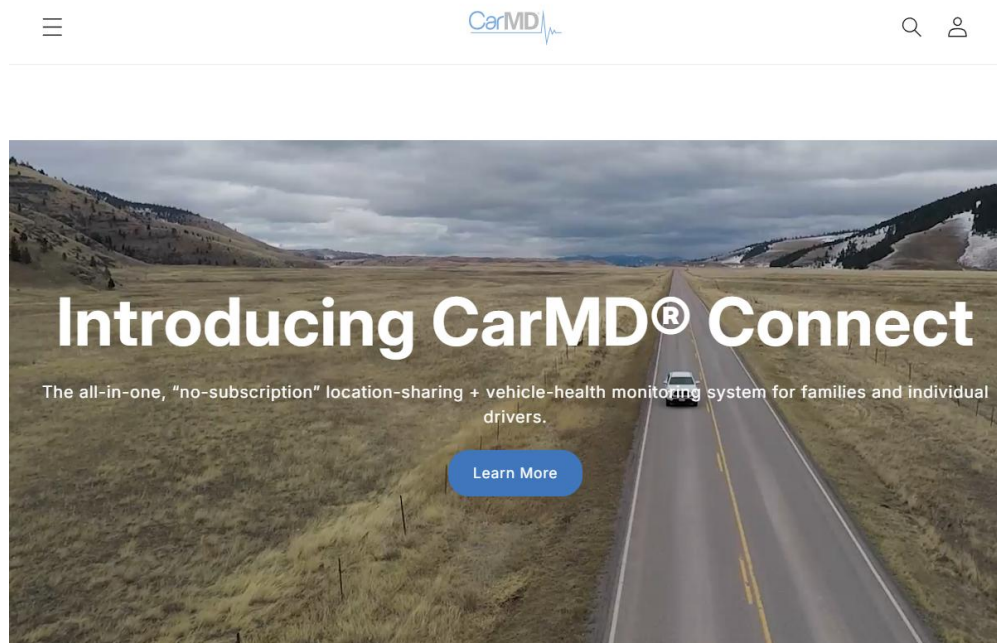 CarMD
Introducing CarMD® Connect
The all-in-one, “no-subscription” location-sharing + vehicle-health monitoring system for families and individual
drivers.
Learn More